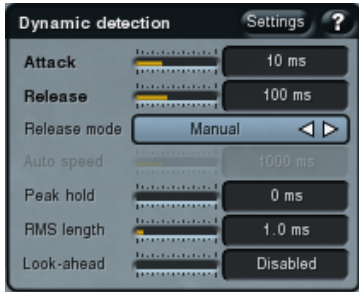 Dynamic detection Settings ?
Attack 10 ms
Release 100 ms
Release mode Manual
Auto speed 1000 ms
Peak hold 0 ms
RMS length 1.0 ms
Look-ahead Disabled